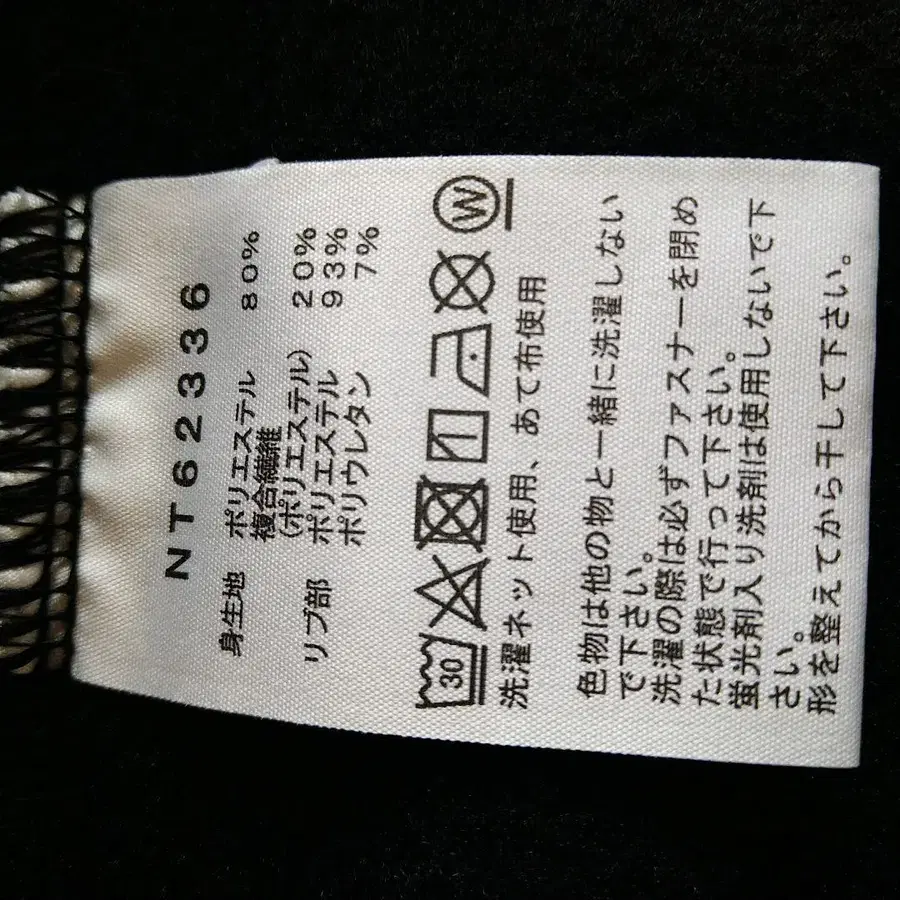 NT62336
身生地 ポリエステル 80%
複合繊維
(ポリエステル) 20%
リブ部 ポリエステル 93%
ポリウレタン 7%
30 W
洗濯ネット使用、あて布使用
色物は他の物と一緒に洗濯しない
で下さい。
洗濯の際は必ずファスナーを閉め
た状態で行って下さい。
蛍光剤入り洗剤は使用しないで下
さい。
形を整えてから干して下さい。